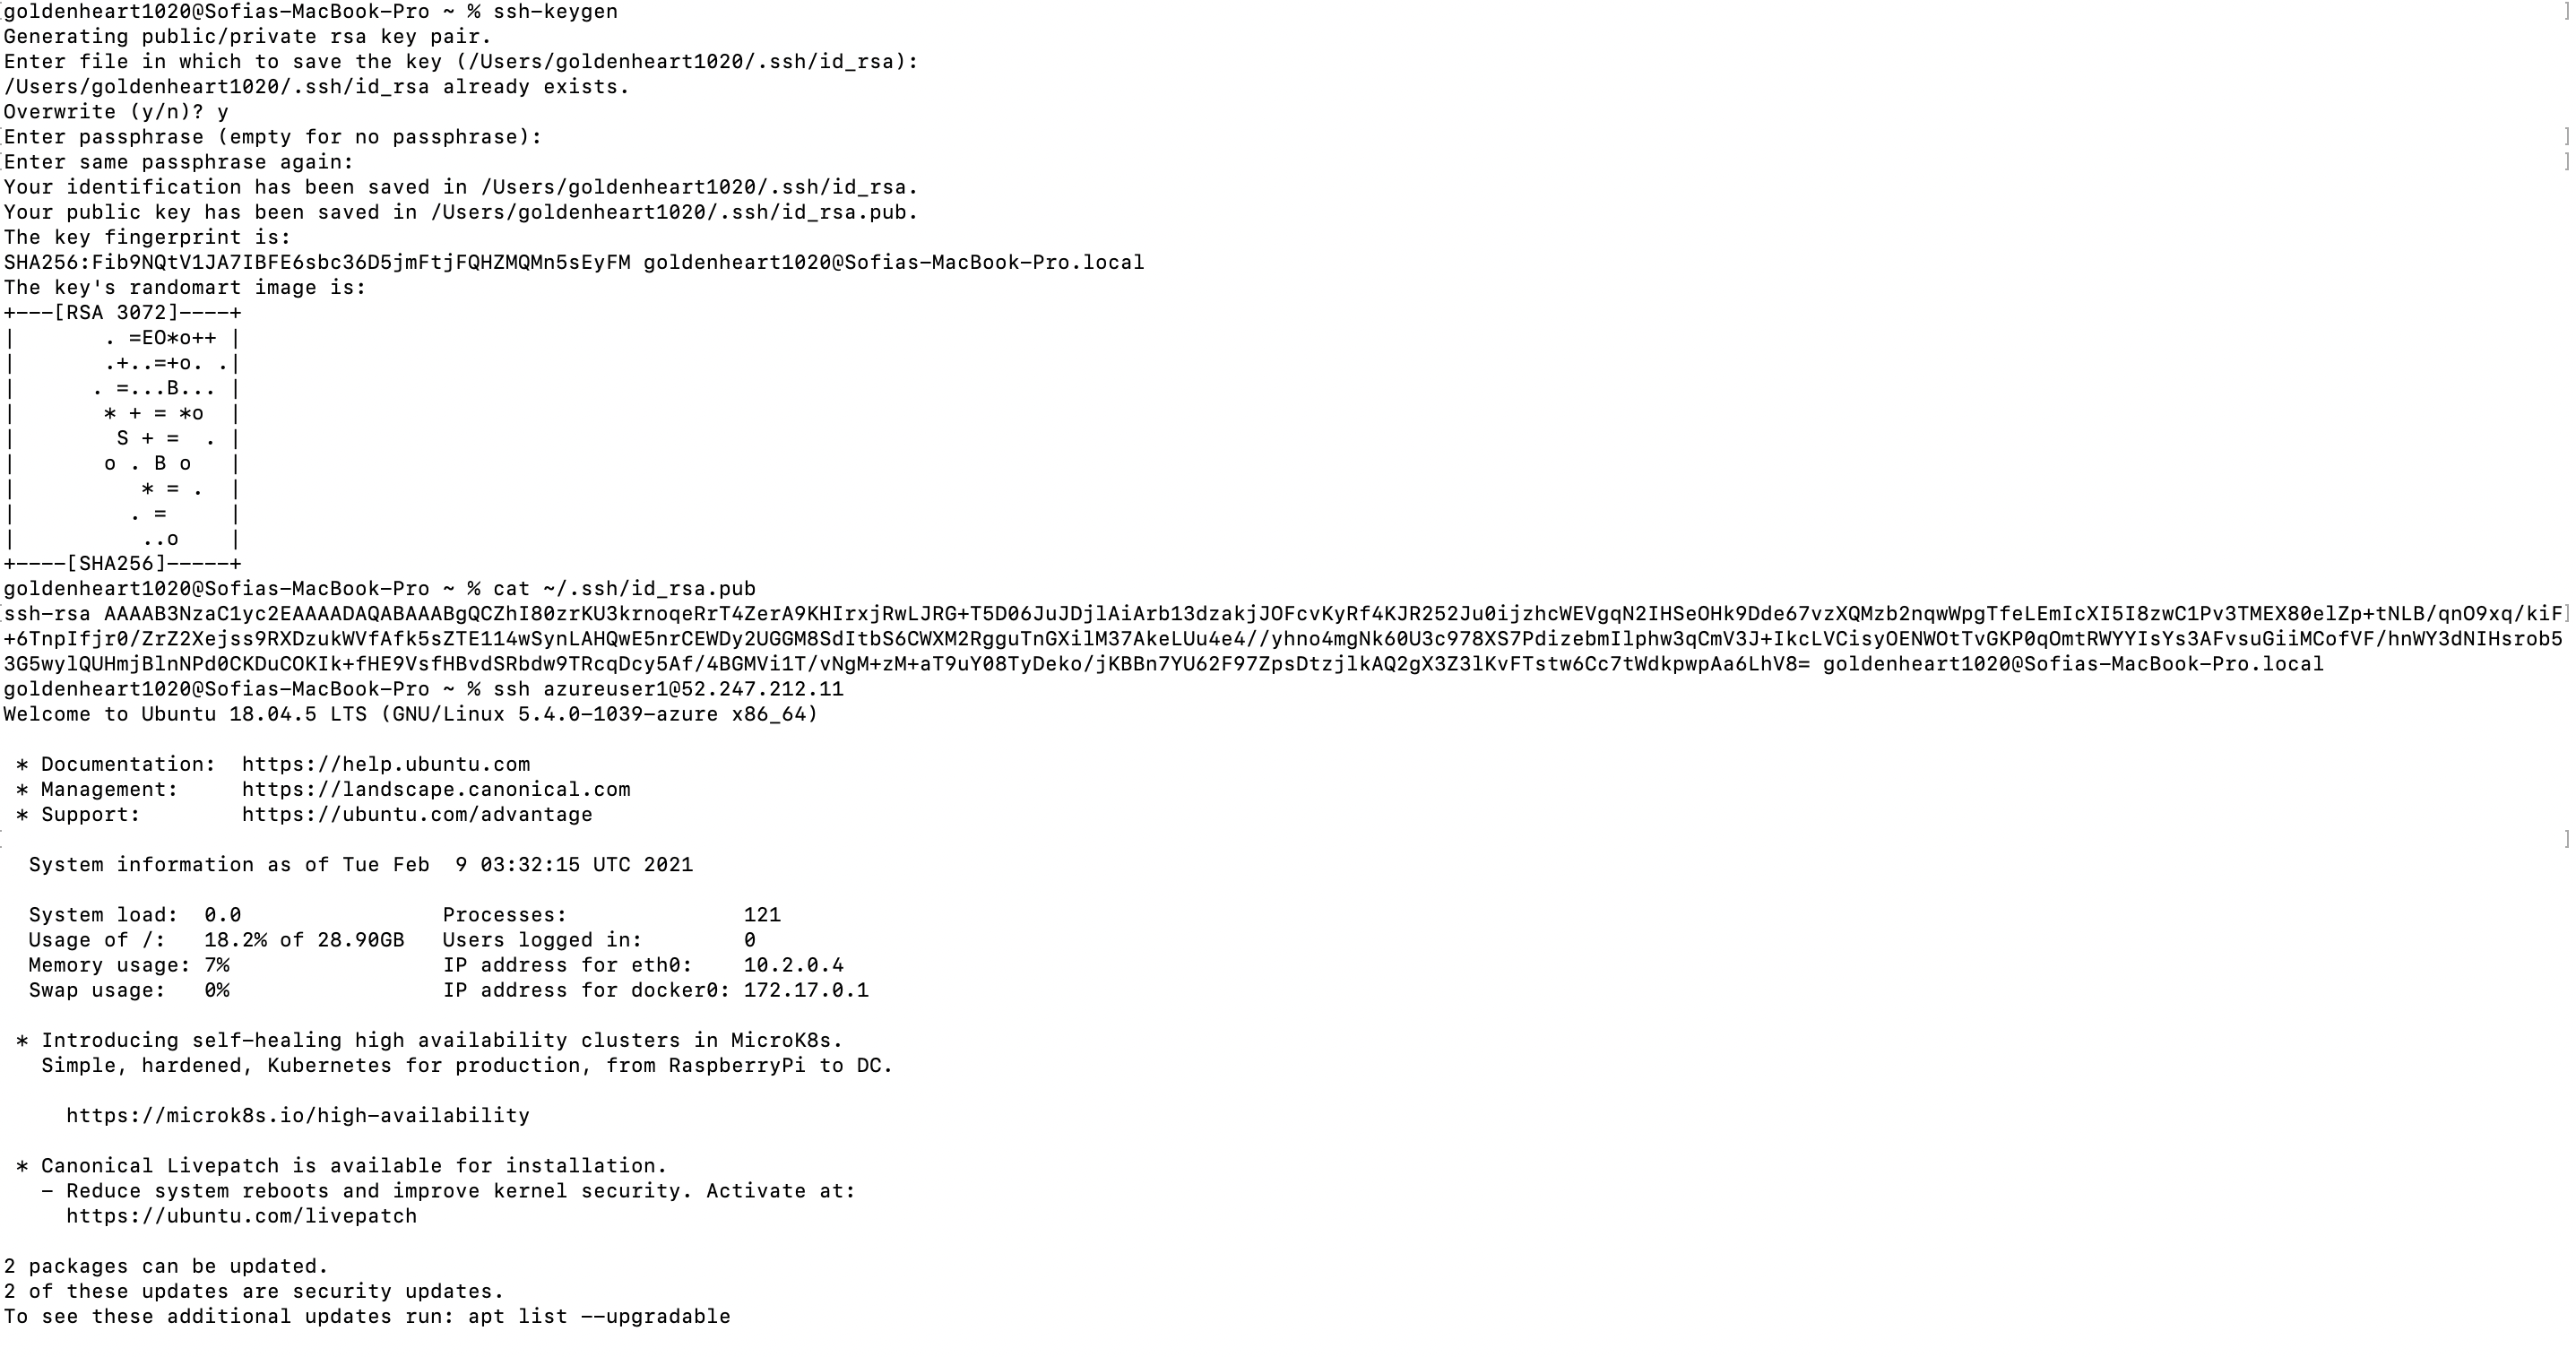 goldenheart1020@Sofias-MacBook-Pro ~ % ssh-keygen
Generating public/private rsa key pair.
Enter file in which to save the key (/Users/goldenheart1020/.ssh/id_rsa):
/Users/goldenheart1020/.ssh/id_rsa already exists.
Overwrite (y/n)? y
Enter passphrase (empty for no passphrase):
Enter same passphrase again:
Your identification has been saved in /Users/goldenheart1020/.ssh/id_rsa.
Your public key has been saved in /Users/goldenheart1020/.ssh/id_rsa.pub.
The key fingerprint is:
SHA256:Fib9NQtV1JA7IBFE6sbc36D5jmFtjFQHZMQMn5sEyFM goldenheart1020@Sofias-MacBook-Pro.local
The key's randomart image is:
+---[RSA 3072]----+
|       . =EO*o++ |
|       .+..=+o. .|
|      . =...B... |
|       * + = *o  |
|        S + =  . |
|       o . B o   |
|          * = .  |
|         . =     |
|          ..o    |
+----[SHA256]-----+
goldenheart1020@Sofias-MacBook-Pro ~ % cat ~/.ssh/id_rsa.pub
ssh-rsa AAAAB3NzaC1yc2EAAAADAQABAAABgQCZhI80zrKU3krnoqeRrT4ZerA9KHIrxjRwLJRG+T5D06JuJDjlAiArb13dzakjJOFcvKyRf4KJR252Ju0ijzhcWEVgqN2IHSeOHk9Dde67vzXQMzb2nqwWpgTfeLEmIcXI5I8zwC1Pv3TMEX80elZp+tNLB/qnO9xq/kiF
+6TnpIfjr0/ZrZ2Xejss9RXDzukWVfAfk5sZTE114wSynLAHQwE5nrCEWDy2UGGM8SdItbS6CWXM2RgguTnGXilM37AkeLUu4e4//yhno4mgNk60U3c978XS7PdizebmIlphw3qCmV3J+IkcLVCisyOENWOtTvGKP0qOmtRWYYIsYs3AFvsuGiiMCofVF/hnWY3dNIHsrob5
3G5wylQUHmjBlnNPd0CKDuCOKIk+fHE9VsfHBvdSRbdw9TRcqDcy5Af/4BGMVi1T/vNgM+zM+aT9uY08TyDeko/jKBBn7YU62F97ZpsDtzjlkAQ2gX3Z3lKvFTstw6Cc7tWdkpwpAa6LhV8= goldenheart1020@Sofias-MacBook-Pro.local
goldenheart1020@Sofias-MacBook-Pro ~ % ssh azureuser1@52.247.212.11
Welcome to Ubuntu 18.04.5 LTS (GNU/Linux 5.4.0-1039-azure x86_64)
* Documentation:  https://help.ubuntu.com
* Management:     https://landscape.canonical.com
* Support:        https://ubuntu.com/advantage
System information as of Tue Feb  9 03:32:15 UTC 2021
System load:  0.0                Processes:              121
Usage of /:   18.2% of 28.90GB   Users logged in:        0
Memory usage: 7%                 IP address for eth0:    10.2.0.4
Swap usage:   0%                 IP address for docker0: 172.17.0.1
* Introducing self-healing high availability clusters in MicroK8s.
Simple, hardened, Kubernetes for production, from RaspberryPi to DC.
https://microk8s.io/high-availability
* Canonical Livepatch is available for installation.
- Reduce system reboots and improve kernel security. Activate at:
https://ubuntu.com/livepatch
2 packages can be updated.
2 of these updates are security updates.
To see these additional updates run: apt list --upgradable